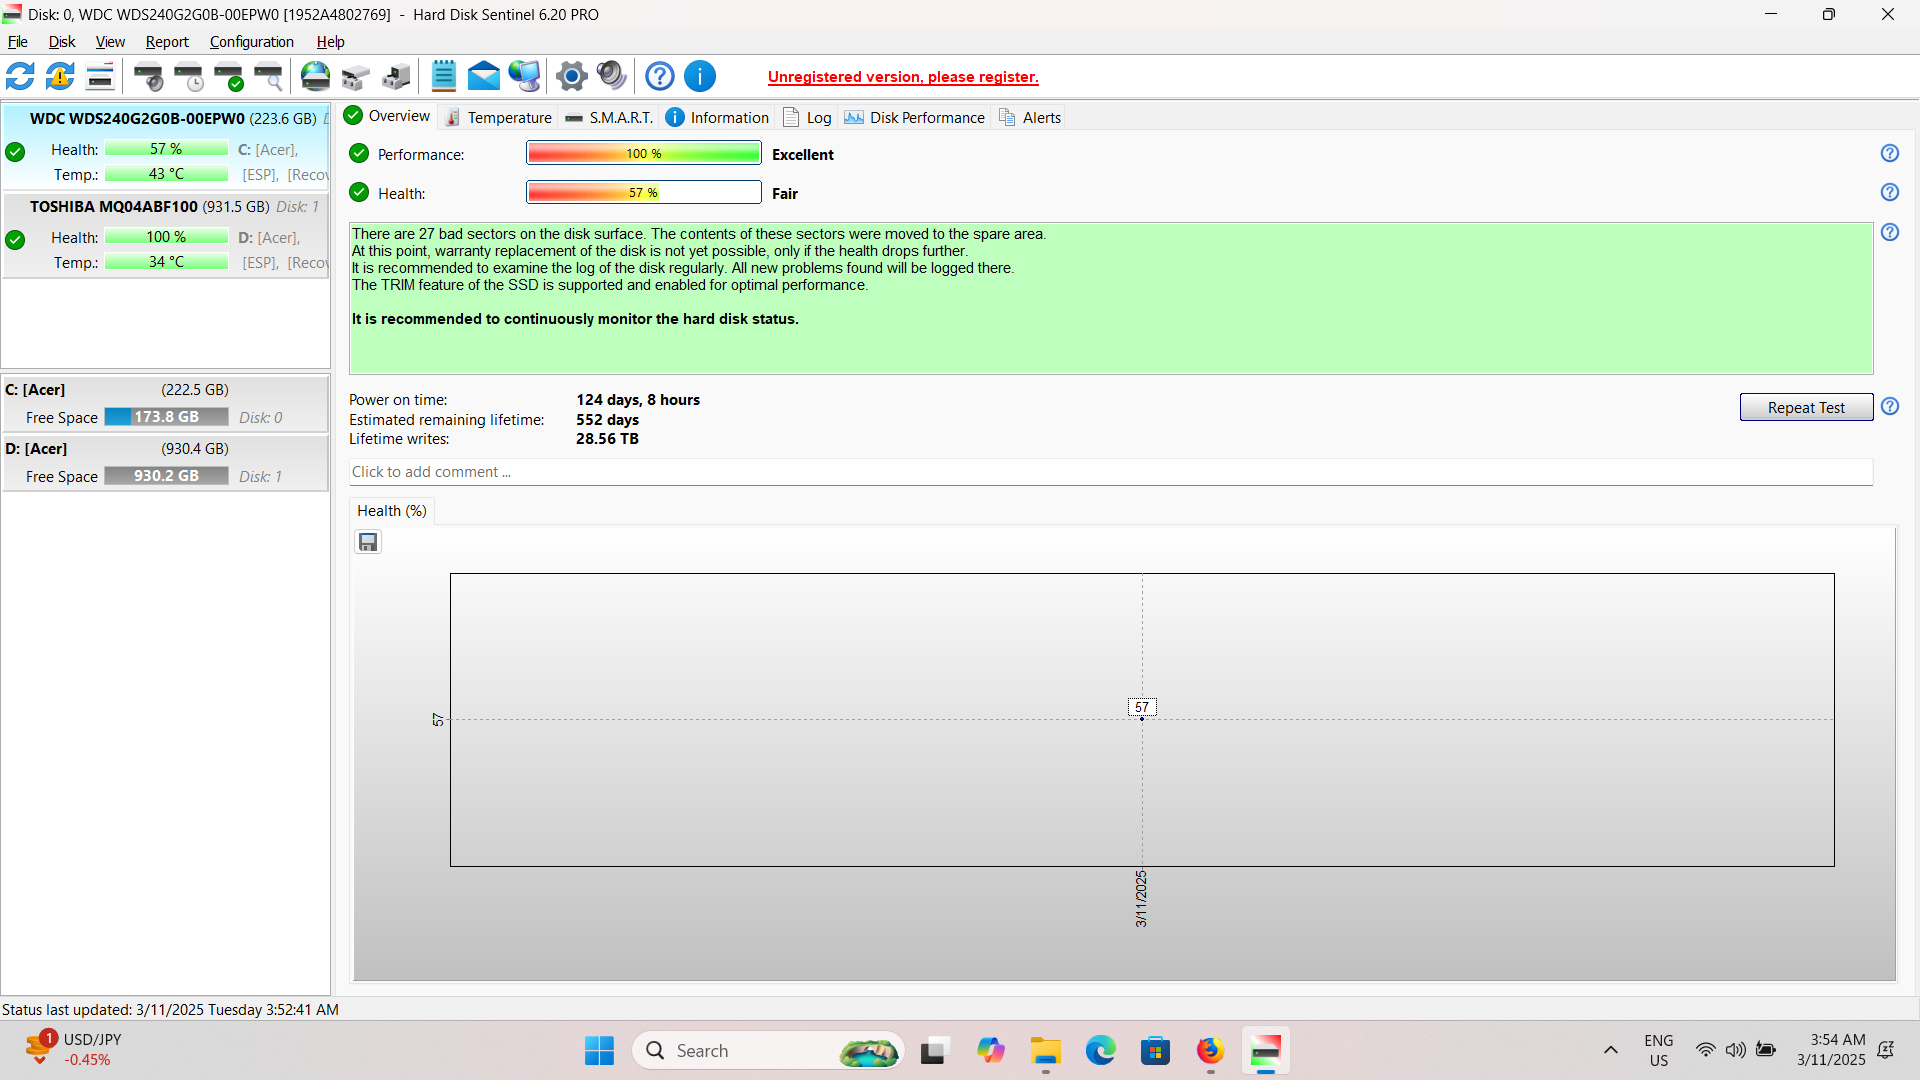 Disk: 0, WDC WDS240G2G0B-00EPW0 [1952A4802769] - Hard Disk Sentinel 6.20 PRO
File Disk View Report Configuration Help
Unregistered version, please register.
WDC WDS240G2G0B-00EPW0 (223.6 GB)
Health: 57 % C: [Acer],
Temp.: 43 °C [ESP], [Recov
TOSHIBA MQ04ABF100 (931.5 GB) Disk: 1
Health: 100 % D: [Acer],
Temp.: 34 °C [ESP], [Recov
C: [Acer] (222.5 GB)
Free Space 173.8 GB Disk: 0
D: [Acer] (930.4 GB)
Free Space 930.2 GB Disk: 1
Overview Temperature S.M.A.R.T. Information Log Disk Performance Alerts
Performance: 100 % Excellent
Health: 57 % Fair
There are 27 bad sectors on the disk surface. The contents of these sectors were moved to the spare area.
At this point, warranty replacement of the disk is not yet possible, only if the health drops further.
It is recommended to examine the log of the disk regularly. All new problems found will be logged there.
The TRIM feature of the SSD is supported and enabled for optimal performance.
It is recommended to continuously monitor the hard disk status.
Power on time: 124 days, 8 hours
Estimated remaining lifetime: 552 days
Lifetime writes: 28.56 TB
Repeat Test
Click to add comment ...
Health (%)
57
57
3/11/2025
Status last updated: 3/11/2025 Tuesday 3:52:41 AM
1
USD/JPY
-0.45%
Search
ENG
US
3:54 AM
3/11/2025